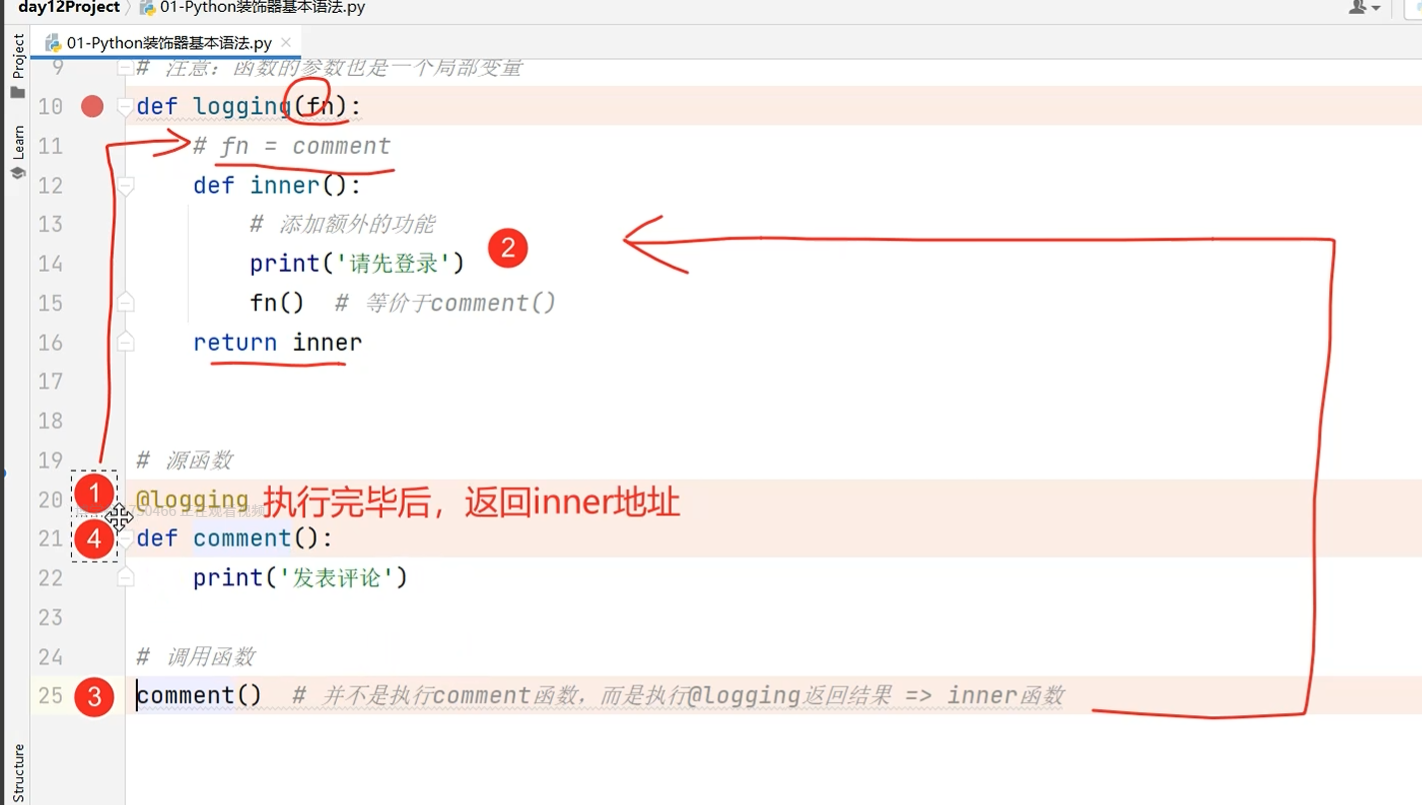 day12Project 01-Python装饰器基本语法.py
01-Python装饰器基本语法.py
Project
Learn
Structure
9 # 注意：函数的参数也是一个局部变量
10 def logging(fn):
11 # fn = comment
12 def inner():
13 # 添加额外的功能
14 print('请先登录') 2
15 fn() # 等价于comment()
16 return inner
17
18
19 # 源函数
20 1 @logging 执行完毕后，返回inner地址
正在观看视频
21 4 def comment():
22 print('发表评论')
23
24 # 调用函数
25 3 comment() # 并不是执行comment函数，而是执行@logging返回结果 => inner函数